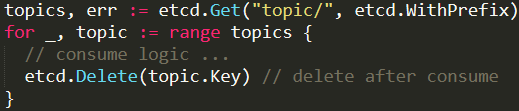 topics, err := etcd.Get("topic/", etcd.WithPrefix)
for _, topic := range topics {
  // consume logic ...
  etcd.Delete(topic.Key) // delete after consume
}